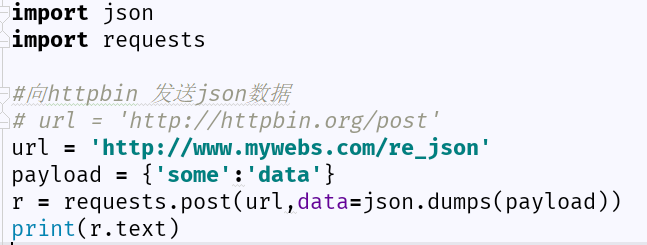 import json
import requests
#向httpbin 发送json数据
# url = 'http://httpbin.org/post'
url = 'http://www.mywebs.com/re_json'
payload = {'some':'data'}
r = requests.post(url,data=json.dumps(payload))
print(r.text)